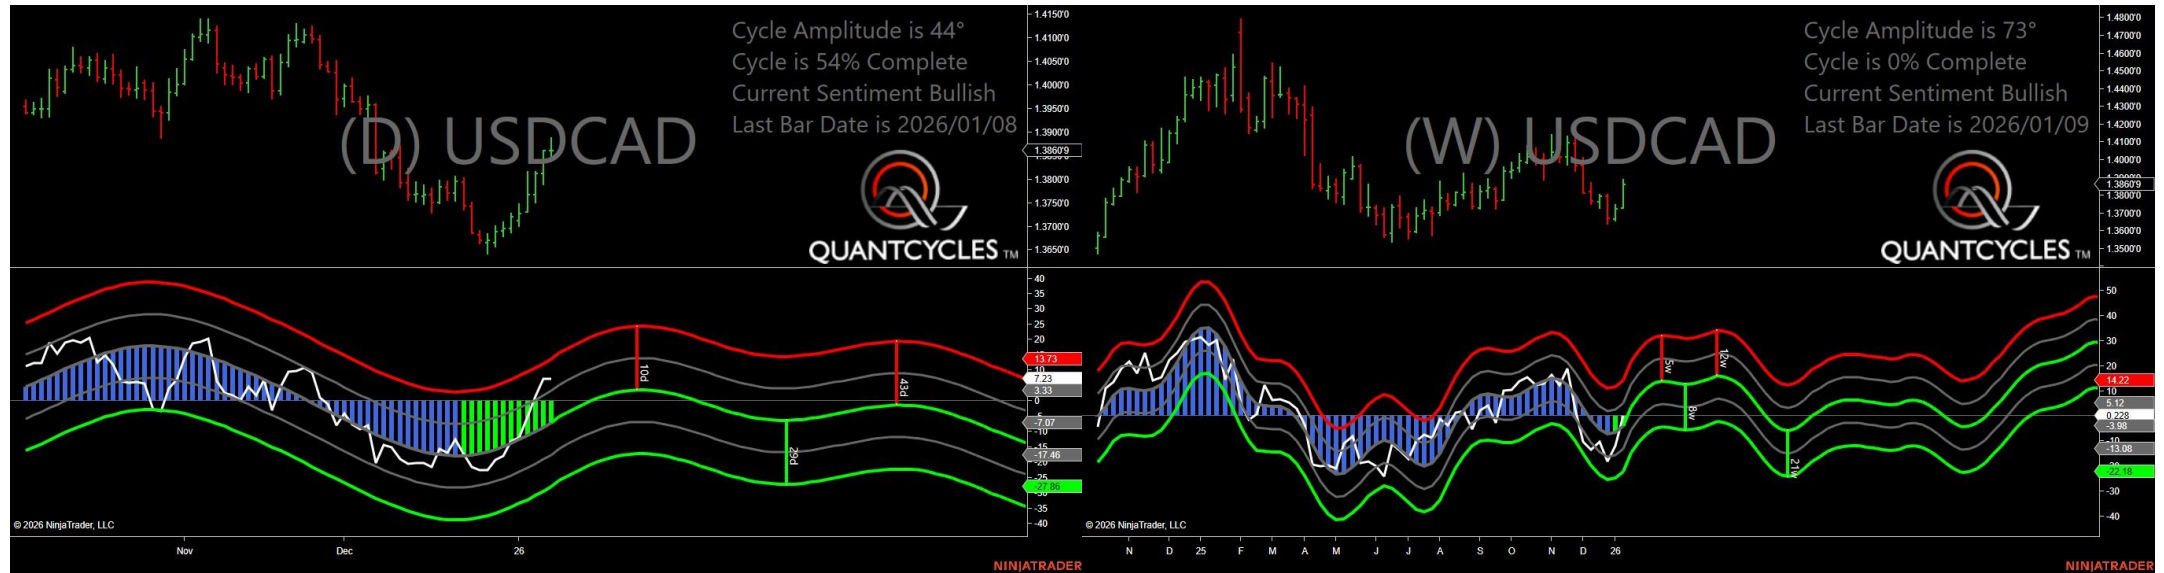 Cycle Amplitude is 44°
Cycle is 54% Complete
Current Sentiment Bullish
Last Bar Date is 2026/01/08
(D) USDCAD
QUANTCYCLES TM
1.4150'0
1.4100'0
1.4050'0
1.4000'0
1.3950'0
1.3900'0
1.3860'9
1.3800'0
1.3750'0
1.3700'0
1.3650'0
40
35
30
25
20
13.73
10
7.23
3.33
0
-7.07
-10
-15
-17.46
-20
-27.86
-35
-40
10d
29d
43d
© 2026 NinjaTrader, LLC
Nov
Dec
26
NINJATRADER
Cycle Amplitude is 73°
Cycle is 0% Complete
Current Sentiment Bullish
Last Bar Date is 2026/01/09
(W) USDCAD
QUANTCYCLES TM
1.4800'0
1.4700'0
1.4600'0
1.4500'0
1.4400'0
1.4300'0
1.4200'0
1.4100'0
1.4000'0
1.3860'9
1.3800'0
1.3700'0
1.3600'0
1.3500'0
50
40
30
20
14.22
10
5.12
0.228
-3.98
-10
-13.08
-22.18
-30
-40
5w
8w
12w
21w
© 2026 NinjaTrader, LLC
N
D
25
F
M
A
M
J
J
A
S
O
N
D
26
NINJATRADER